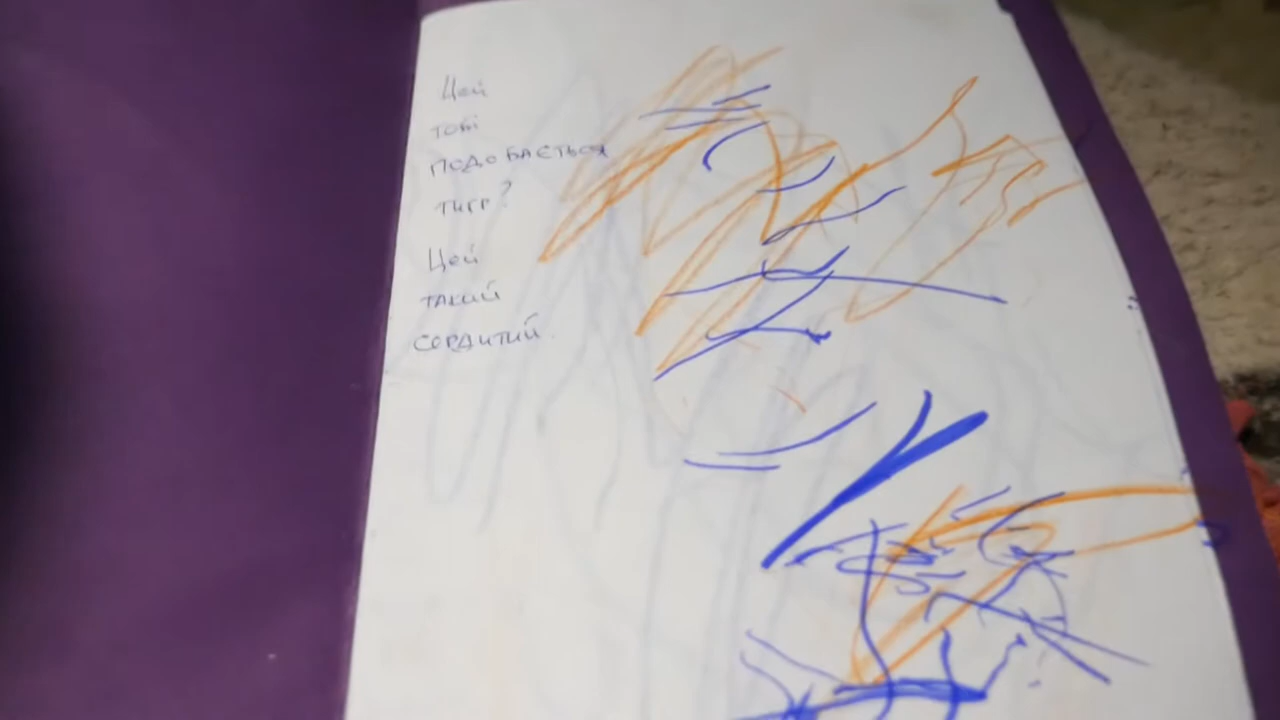 Цей
тобі
подобається
тигр?
Цей
такий
сердитий